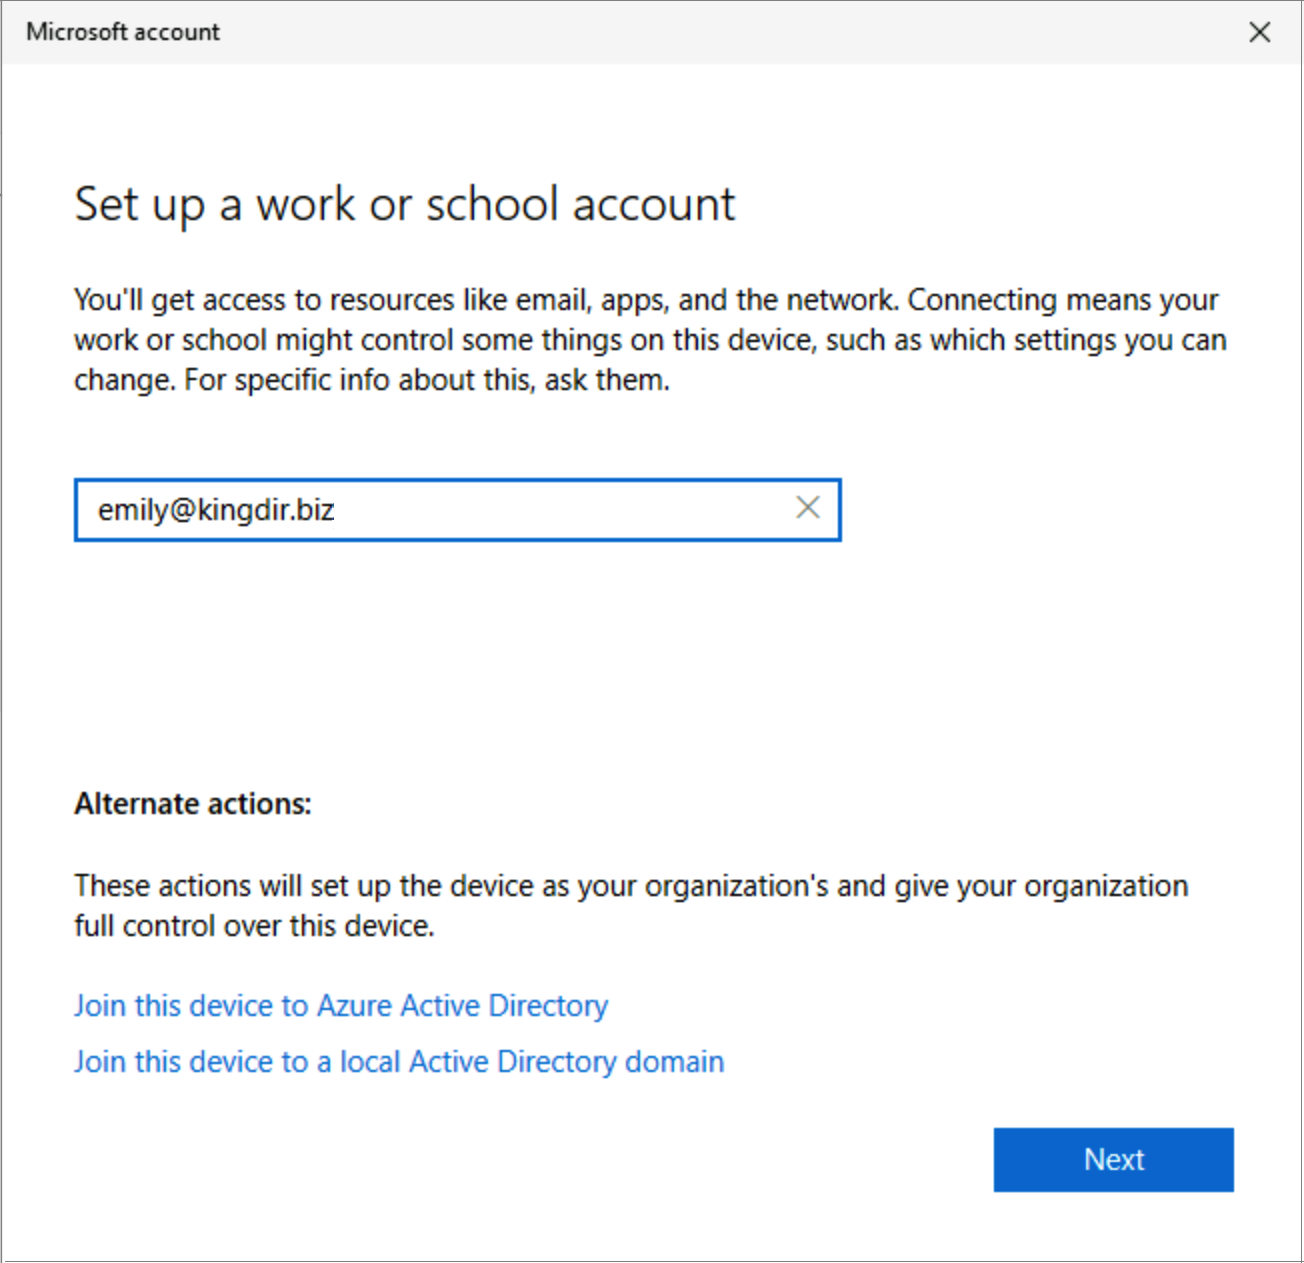 Microsoft account
Set up a work or school account
You'll get access to resources like email, apps, and the network. Connecting means your
work or school might control some things on this device, such as which settings you can
change. For specific info about this, ask them.
emily@kingdir.biz
Alternate actions:
These actions will set up the device as your organization's and give your organization
full control over this device.
Join this device to Azure Active Directory
Join this device to a local Active Directory domain
Next